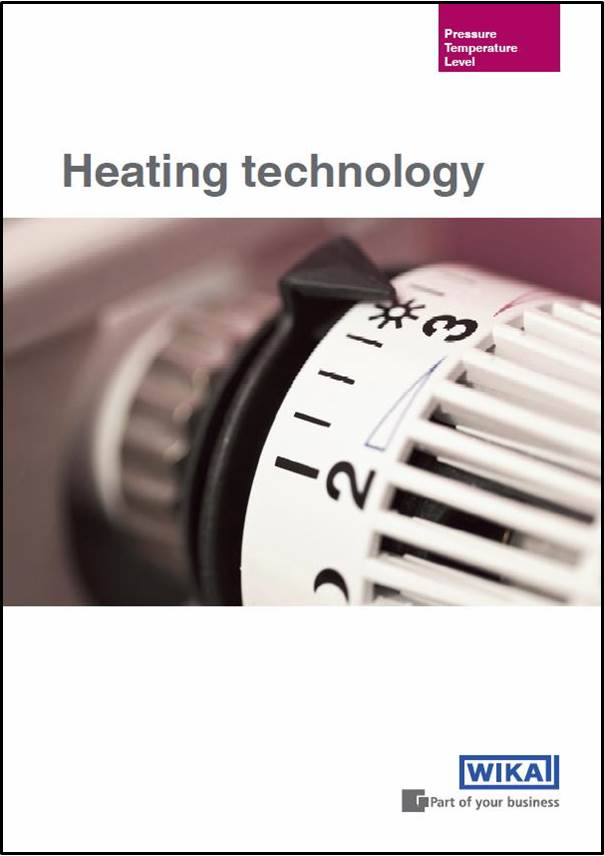 Pressure
Temperature
Level
Heating technology
3
2
WIKA
Part of your business